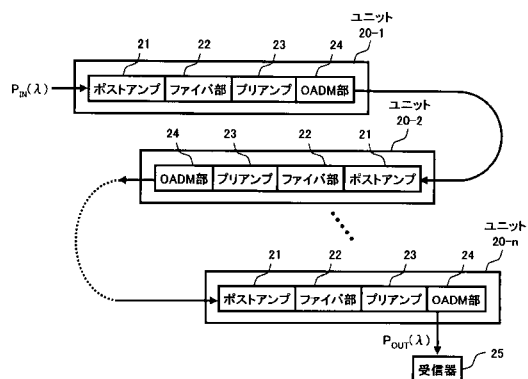 ユニット
20-1
21 22 23 24
P_IN(λ)
ポストアンプ ファイバ部 プリアンプ OADM部
ユニット
20-2
24 23 22 21
OADM部 プリアンプ ファイバ部 ポストアンプ
ユニット
20-n
21 22 23 24
ポストアンプ ファイバ部 プリアンプ OADM部
P_OUT(λ)
25
受信器